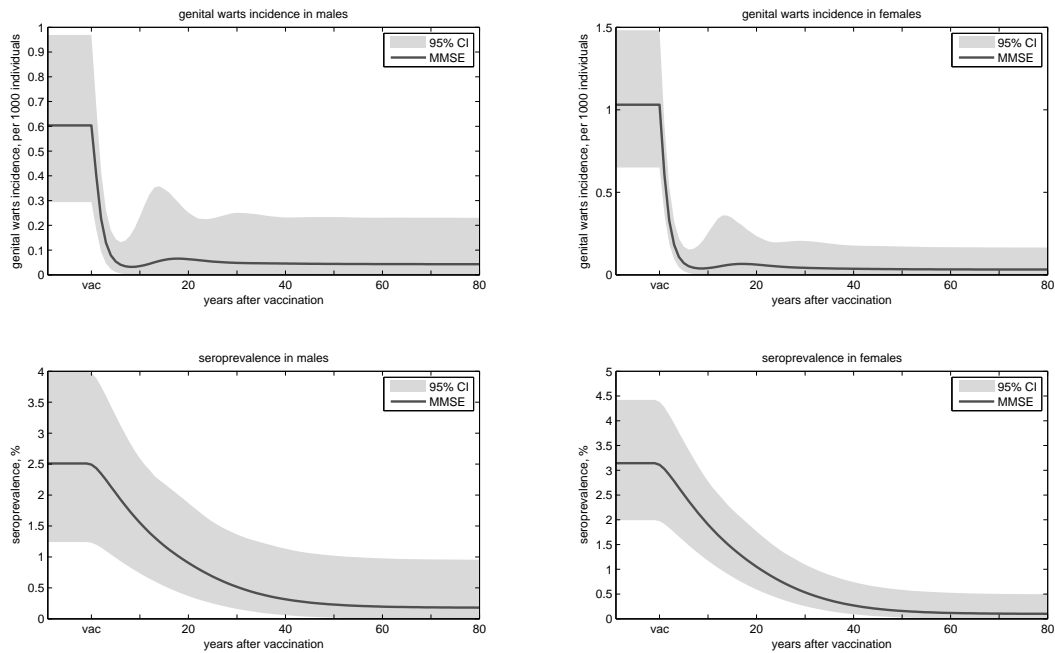 genital warts incidence in males
1
0.9
0.8
0.7
0.6
0.5
0.4
0.3
0.2
0.1
0
genital warts incidence, per 1000 individuals
95% CI
MMSE
vac 20 40 60 80
years after vaccination
genital warts incidence in females
1.5
1
0.5
0
genital warts incidence, per 1000 individuals
95% CI
MMSE
vac 20 40 60 80
years after vaccination
seroprevalence in males
4
3.5
3
2.5
2
1.5
1
0.5
0
seroprevalence, %
95% CI
MMSE
vac 20 40 60 80
years after vaccination
seroprevalence in females
5
4.5
4
3.5
3
2.5
2
1.5
1
0.5
0
seroprevalence, %
95% CI
MMSE
vac 20 40 60 80
years after vaccination